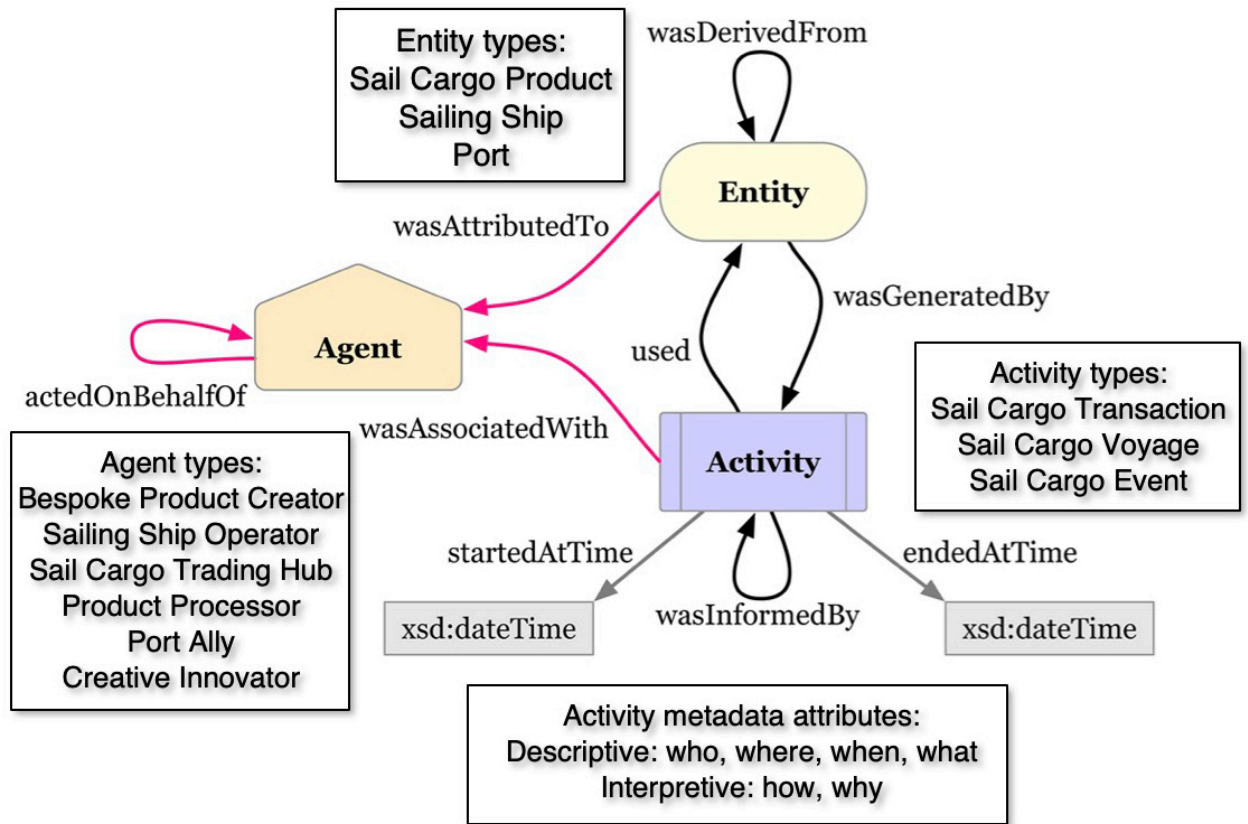 wasDerivedFrom
Entity types:
Sail Cargo Product
Sailing Ship
Port
Entity
wasAttributedTo
wasGeneratedBy
used
Agent
actedOnBehalfOf
wasAssociatedWith
Activity
Activity types:
Sail Cargo Transaction
Sail Cargo Voyage
Sail Cargo Event
Agent types:
Bespoke Product Creator
Sailing Ship Operator
Sail Cargo Trading Hub
Product Processor
Port Ally
Creative Innovator
startedAtTime
endedAtTime
wasInformedBy
xsd:dateTime
xsd:dateTime
Activity metadada attributes:
Descriptive: who, where, when, what
Interpretive: how, why